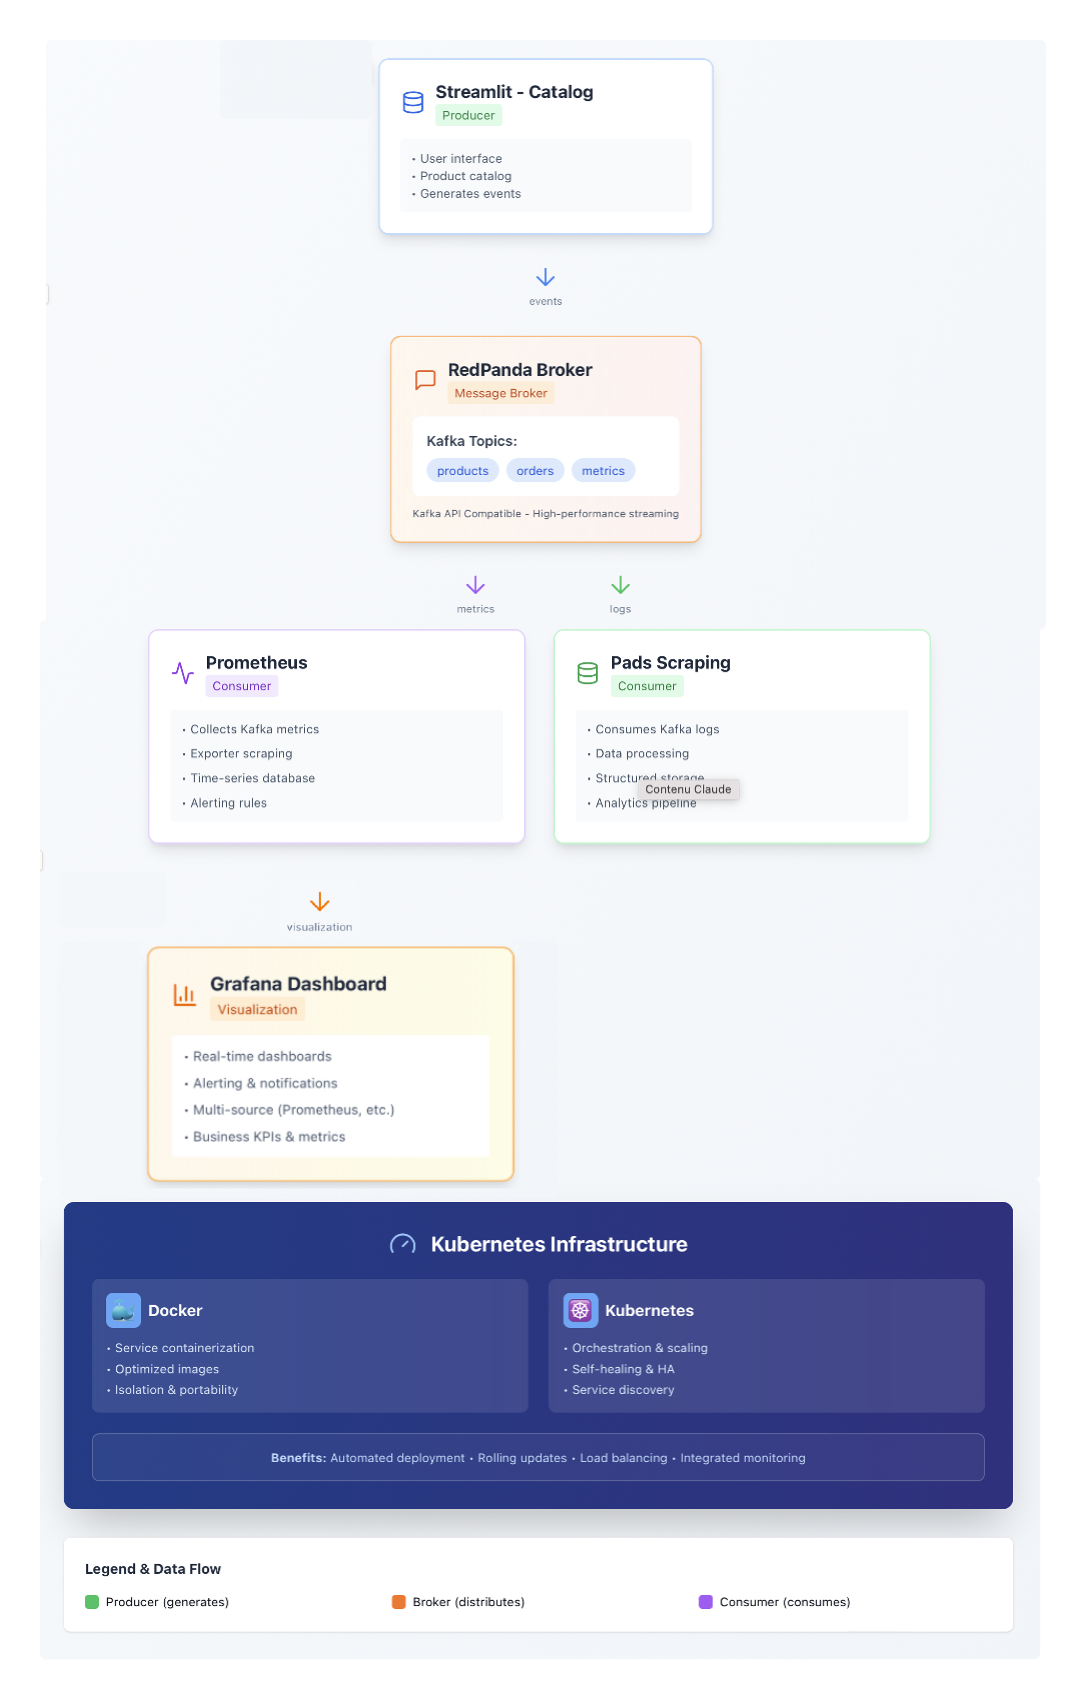 Streamlit - Catalog
Producer
• User interface
• Product catalog
• Generates events
events
RedPanda Broker
Message Broker
Kafka Topics:
products orders metrics
Kafka API Compatible - High-performance streaming
metrics
logs
Prometheus
Consumer
• Collects Kafka metrics
• Exporter scraping
• Time-series database
• Alerting rules
Pads Scraping
Consumer
• Consumes Kafka logs
• Data processing
• Structured storage
Contenu Claude
• Analytics pipeline
visualization
Grafana Dashboard
Visualization
• Real-time dashboards
• Alerting & notifications
• Multi-source (Prometheus, etc.)
• Business KPIs & metrics
Kubernetes Infrastructure
Docker
• Service containerization
• Optimized images
• Isolation & portability
Kubernetes
• Orchestration & scaling
• Self-healing & HA
• Service discovery
Benefits: Automated deployment • Rolling updates • Load balancing • Integrated monitoring
Legend & Data Flow
Producer (generates)
Broker (distributes)
Consumer (consumes)